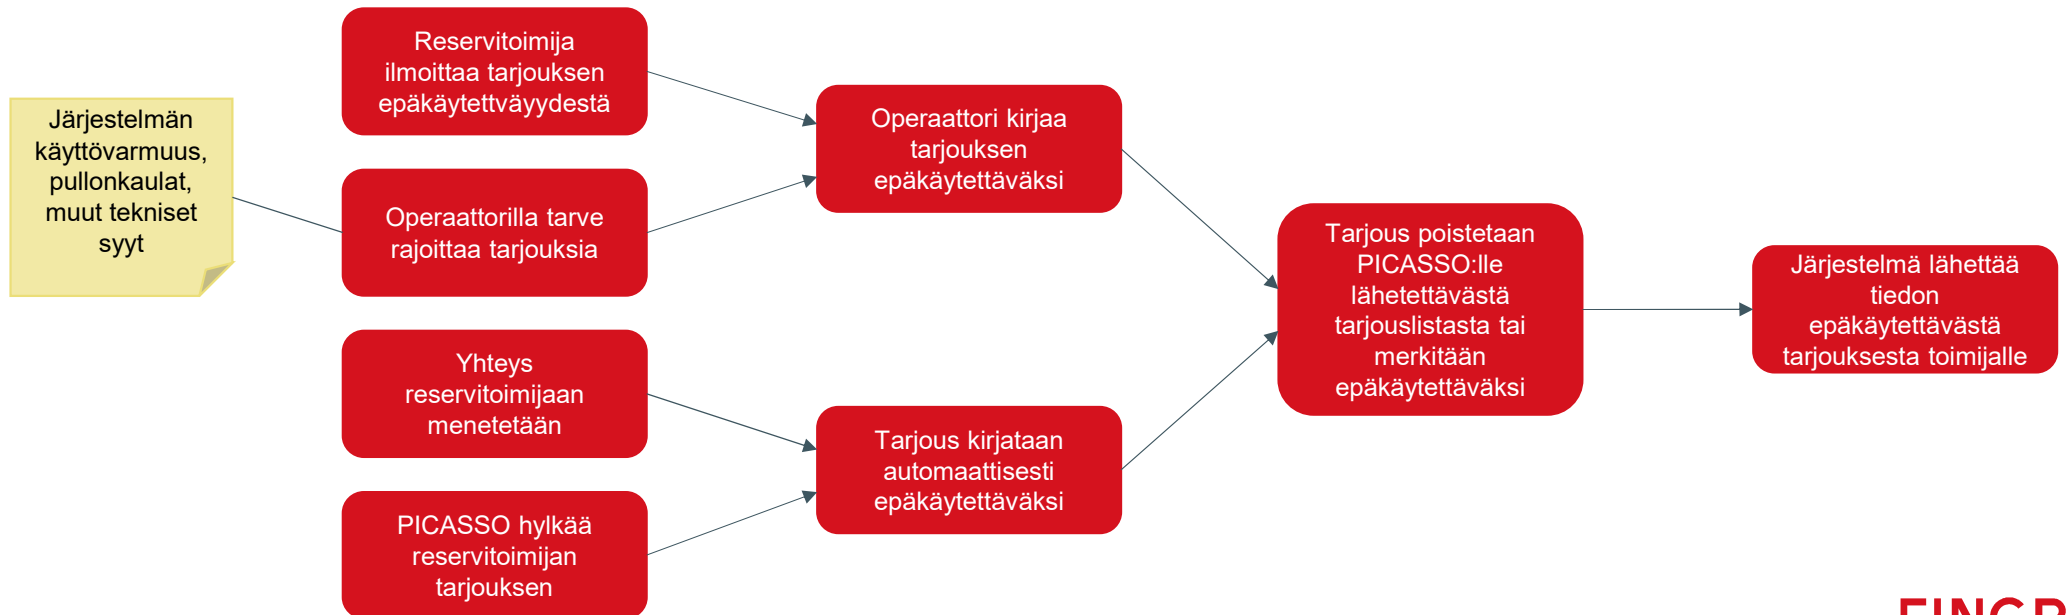 Järjestelmän
käyttövarmuus,
pullonkaulat,
muut tekniset
syyt
Reservitoimija
ilmoittaa tarjouksen
epäkäytettväyydestä
Operaattorilla tarve
rajoittaa tarjouksia
Yhteys
reservitoimijaan
menetetään
PICASSO hylkää
reservitoimijan
tarjouksen
Operaattori kirjaa
tarjouksen
epäkäytettäväksi
Tarjous kirjataan
automaattisesti
epäkäytettäväksi
Tarjous poistetaan
PICASSO:lle
lähetettävästä
tarjouslistasta tai
merkitään
epäkäytettäväksi
Järjestelmä lähettää
tiedon
epäkäytettävästä
tarjouksesta toimijalle